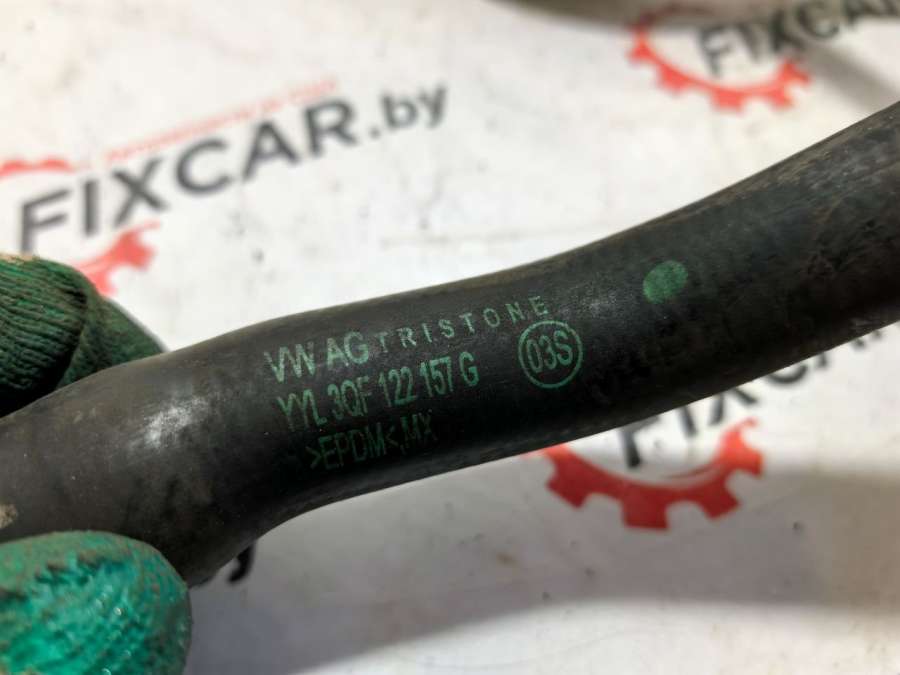 FIXCAR
FIXCAR.by
VW AG TRISTONE
YYL 3QF 122 157 G 03S
>EPDM<,MX
FIXCAR